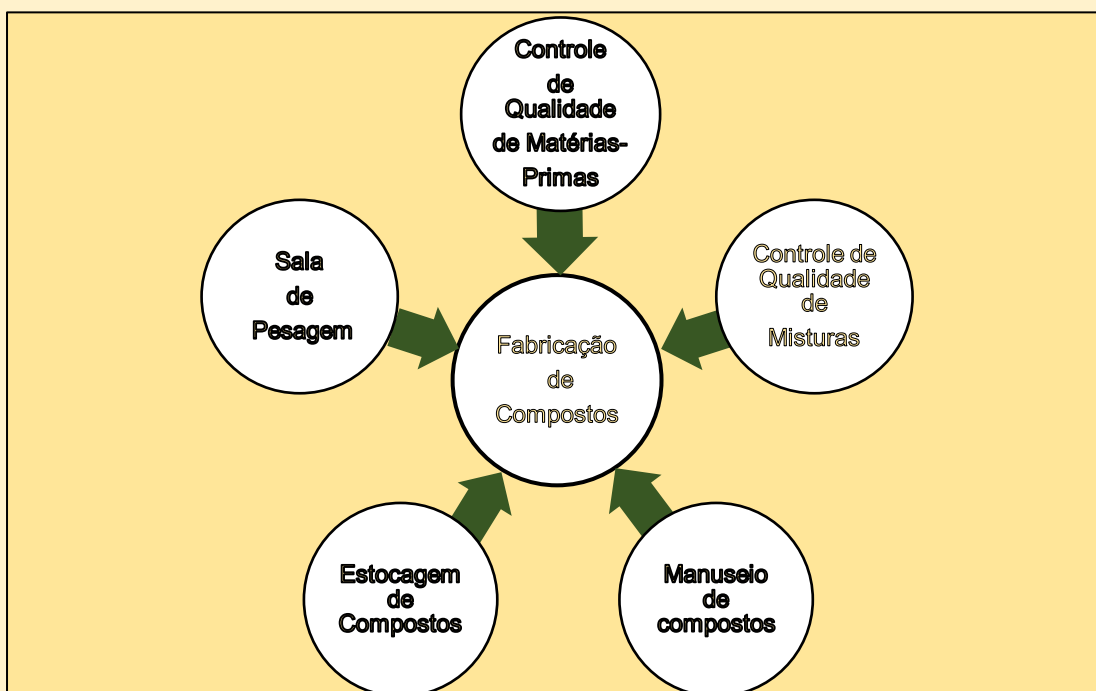 Controle
de
Qualidade
de Matérias-
Primas
Sala
de
Pesagem
Controle de
Qualidade
de
Misturas
Fabricação
de
Compostos
Estocagem
de
Compostos
Manuseio
de
compostos